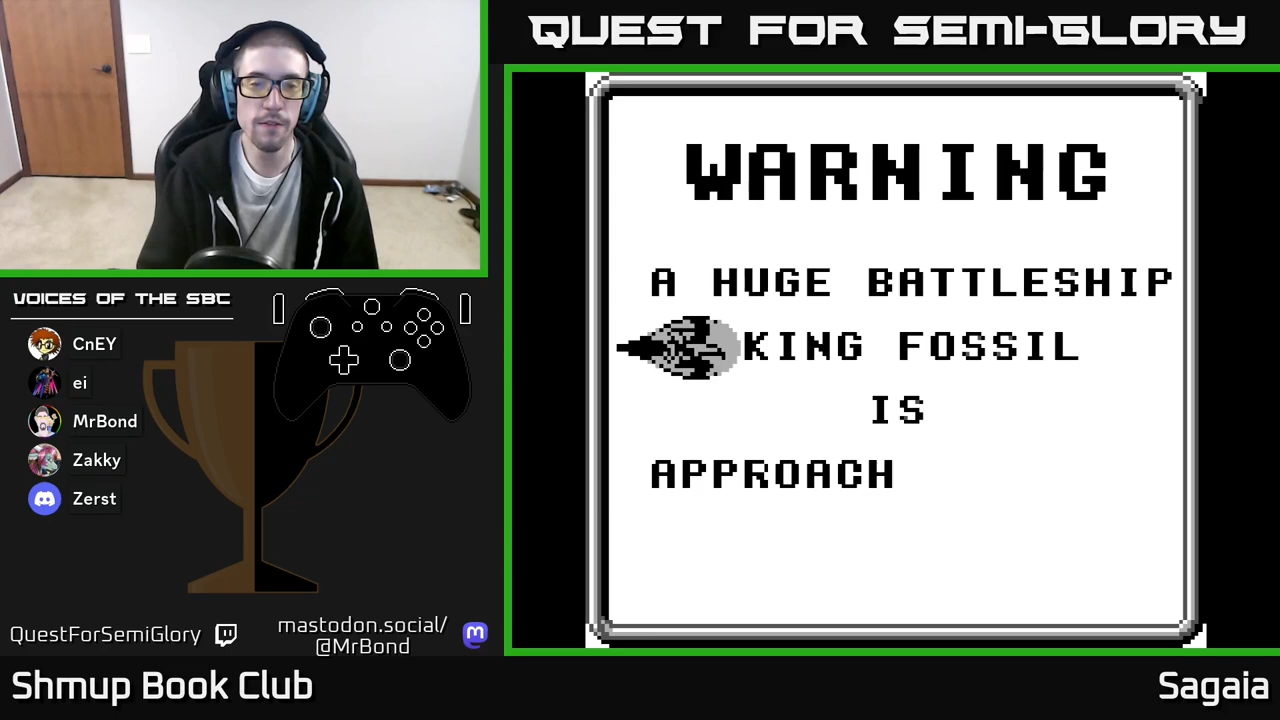 QUEST FOR SEMI-GLORY
WARNING
A HUGE BATTLESHIP
KING FOSSIL
IS
APPROACH
VOICES OF THE SBC
CnEY
ei
MrBond
Zakky
Zerst
QuestForSemiGlory
mastodon.social/
@MrBond
Shmup Book Club
Sagaia